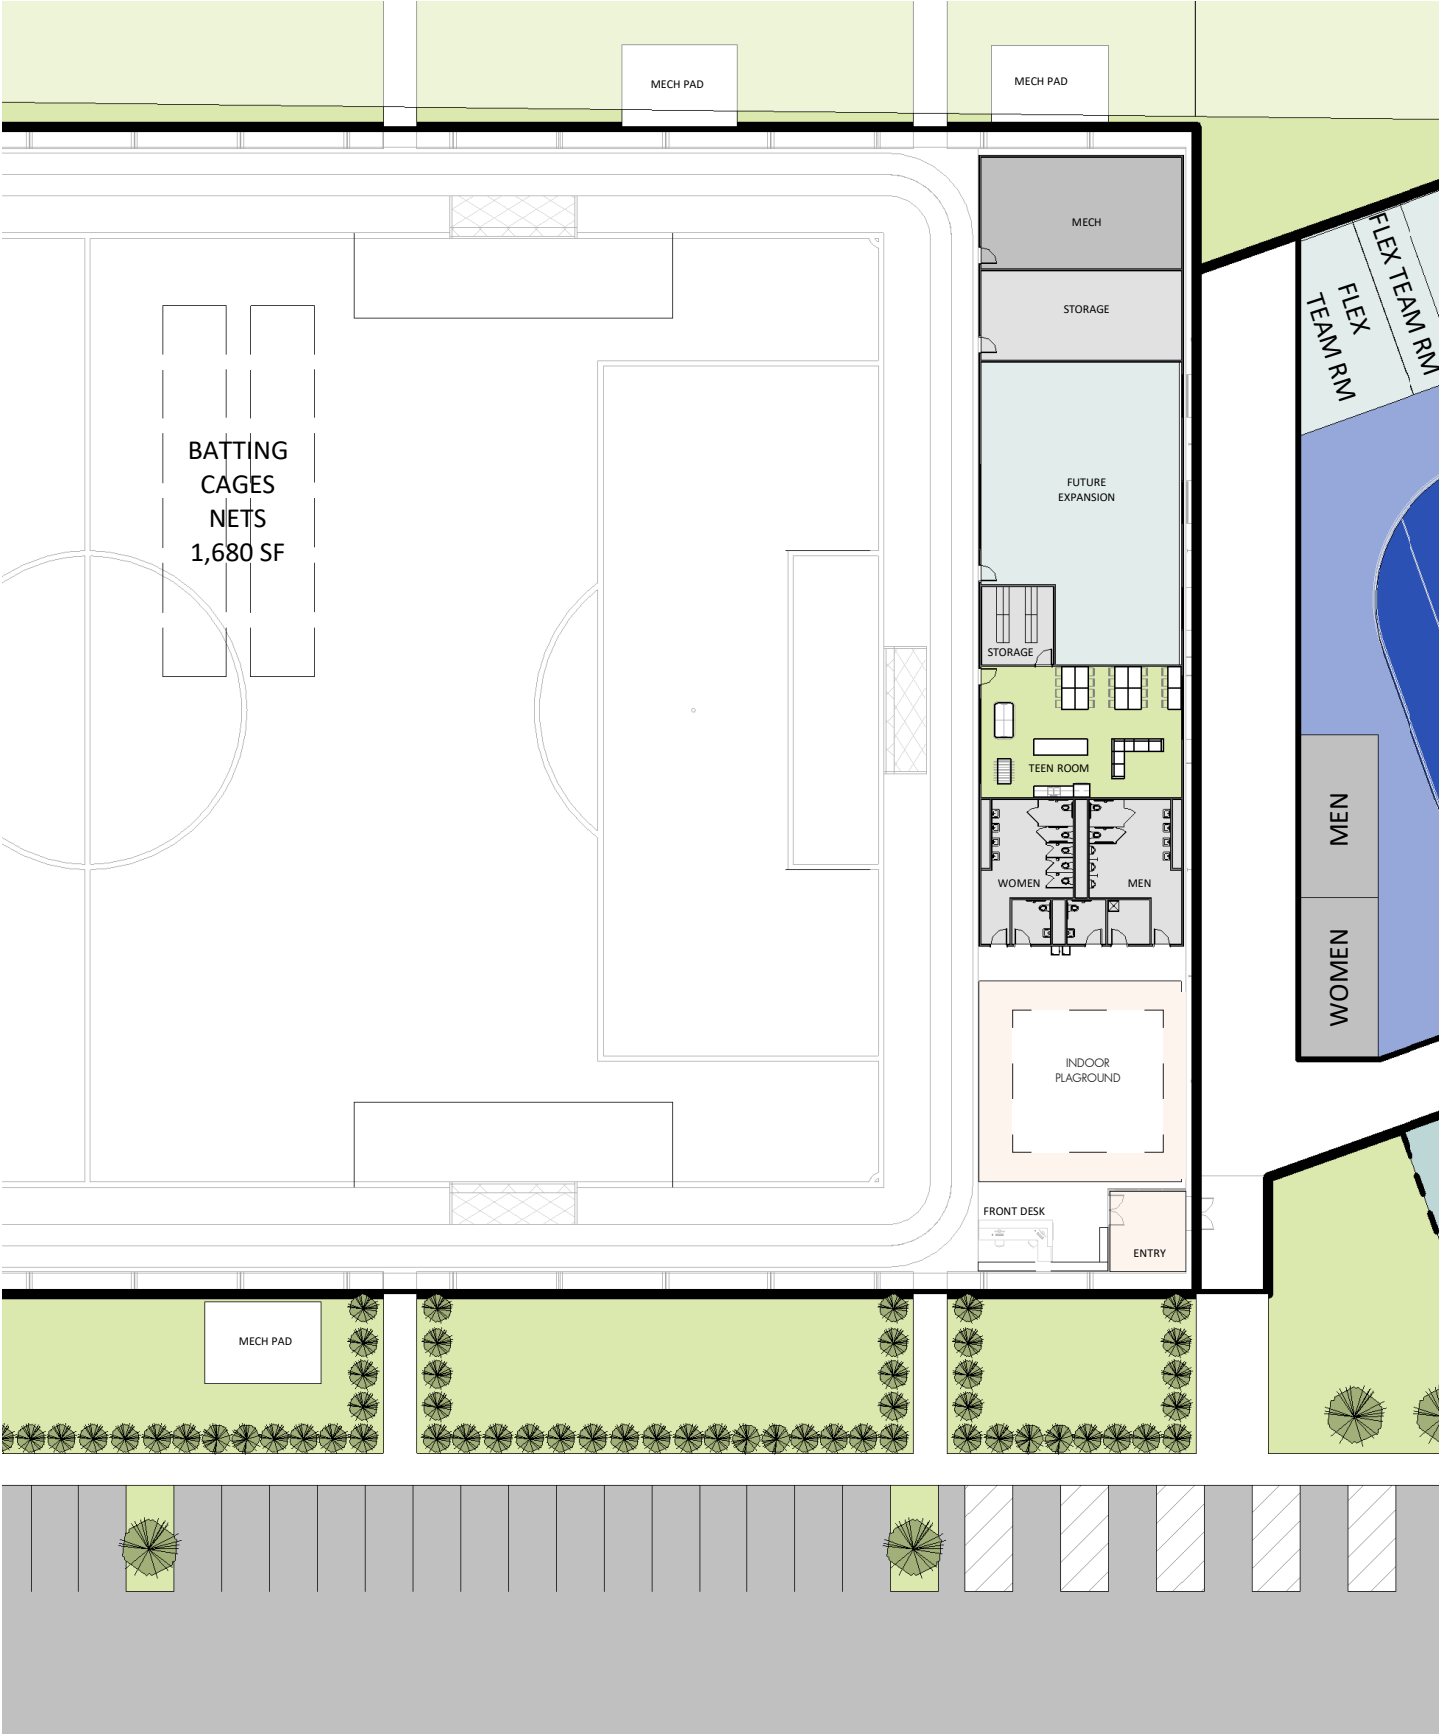 MECH PAD
MECH PAD
MECH
STORAGE
FLEX TEAM RM
FLEX
TEAM RM
BATTING
CAGES
NETS
1,680 SF
FUTURE
EXPANSION
STORAGE
TEEN ROOM
WOMEN
MEN
MEN
WOMEN
INDOOR
PLAGROUND
FRONT DESK
ENTRY
MECH PAD